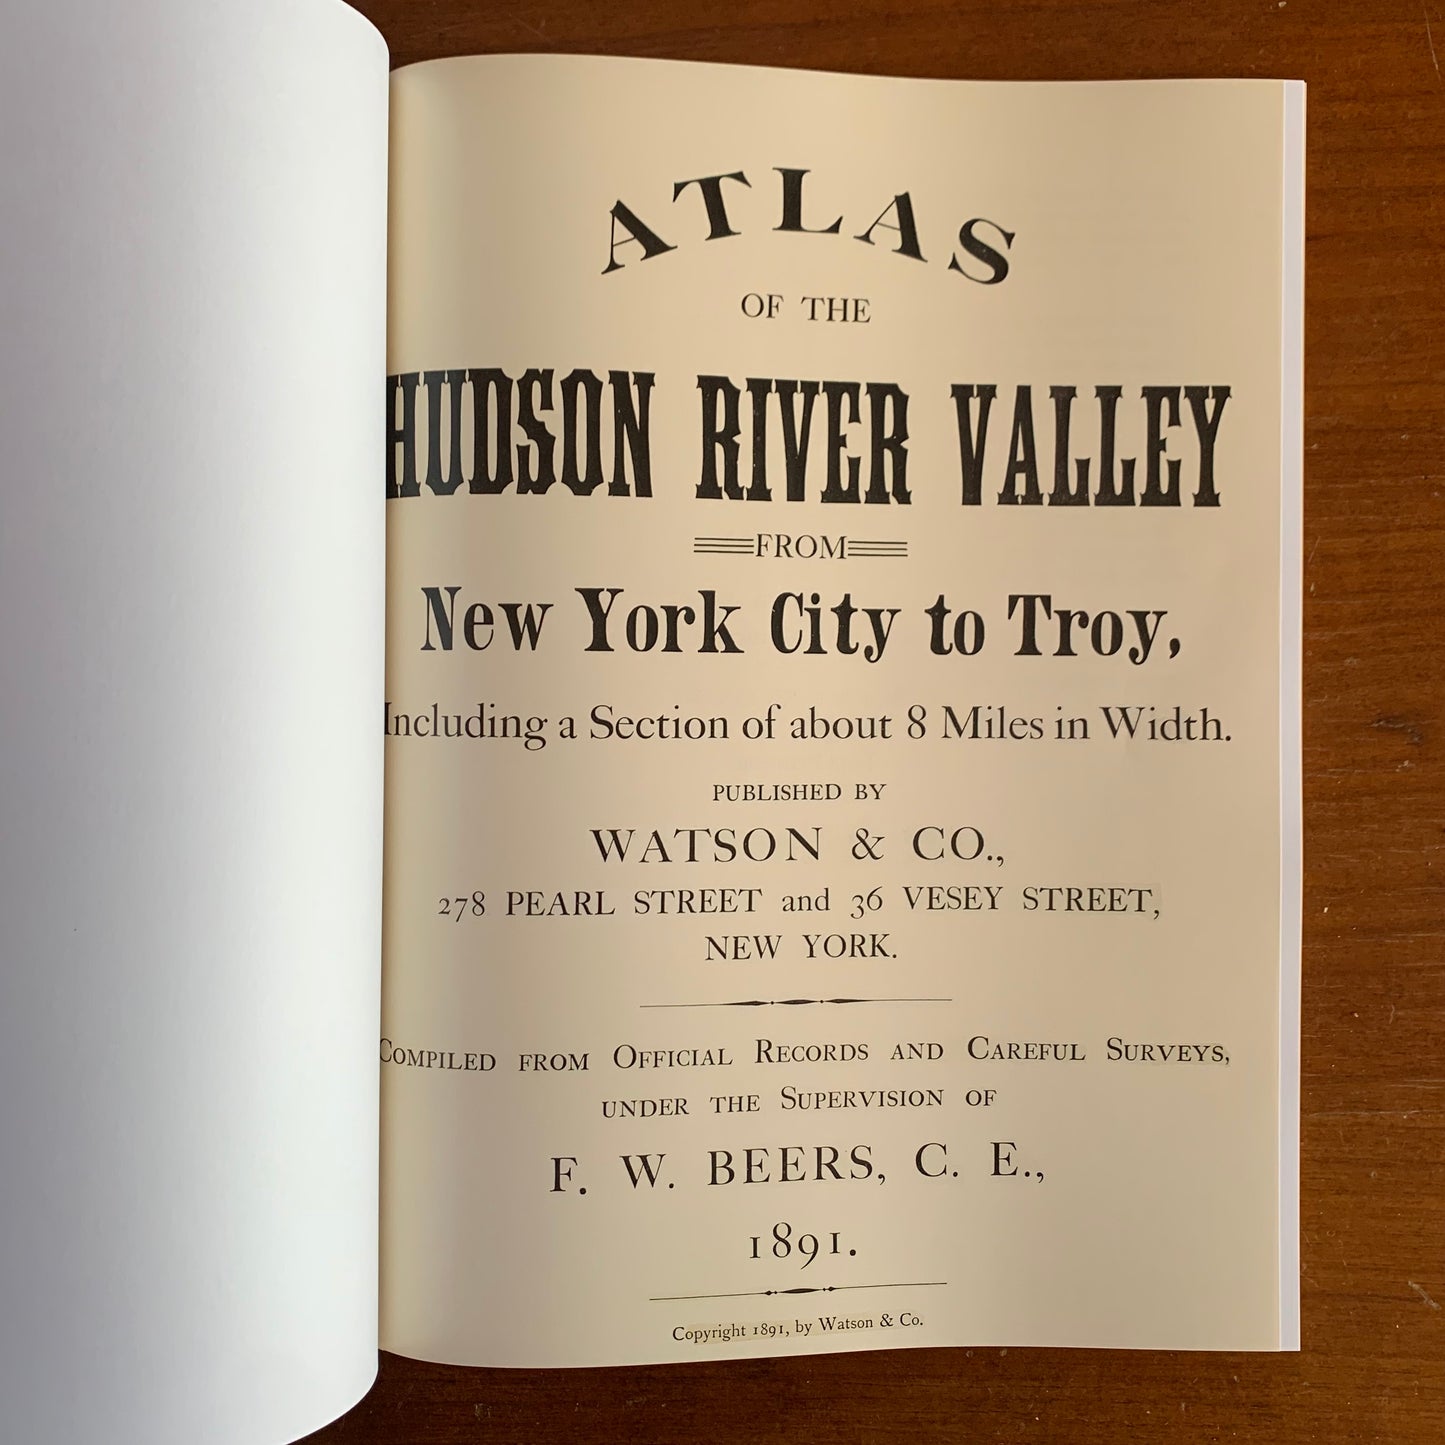 ATLAS
OF THE
HUDSON RIVER VALLEY
FROM
New York City to Troy,
Including a Section of about 8 Miles in Width.
PUBLISHED BY
WATSON & CO.,
278 PEARL STREET and 36 VESEY STREET,
NEW YORK.
COMPILED FROM OFFICIAL RECORDS AND CAREFUL SURVEYS,
UNDER THE SUPERVISION OF
F. W. BEERS, C. E.,
1891.
Copyright 1891, by Watson & Co.